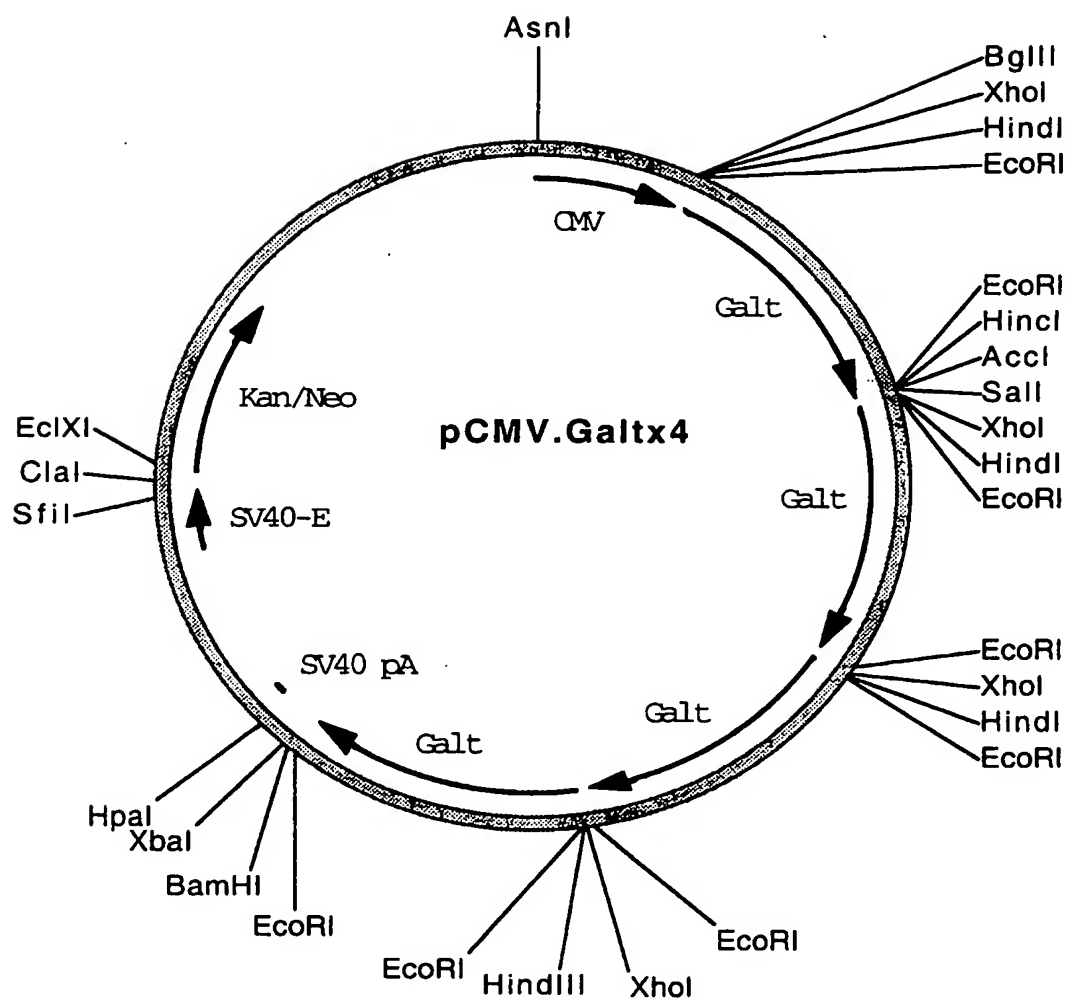 AsnI
BglII
XhoI
HindI
EcoRI
CMV
Galt
EcoRI
HincI
AccI
SalI
XhoI
HindI
EcoRI
Kan/Neo
pCMV.Galtx4
EclXI
ClaI
SfiI
SV40-E
Galt
SV40 pA
EcoRI
XhoI
HindI
EcoRI
Galt
Galt
HpaI
XbaI
BamHI
EcoRI
EcoRI
HindIII
XhoI
EcoRI